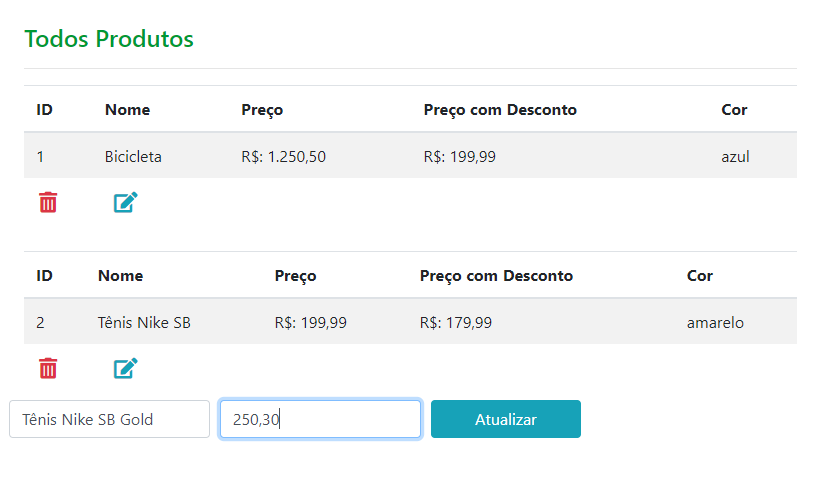 Todos Produtos
ID Nome Preço Preço com Desconto Cor
1 Bicicleta R$: 1.250,50 R$: 199,99 azul
ID Nome Preço Preço com Desconto Cor
2 Tênis Nike SB R$: 199,99 R$: 179,99 amarelo
Tênis Nike SB Gold 250,30 Atualizar